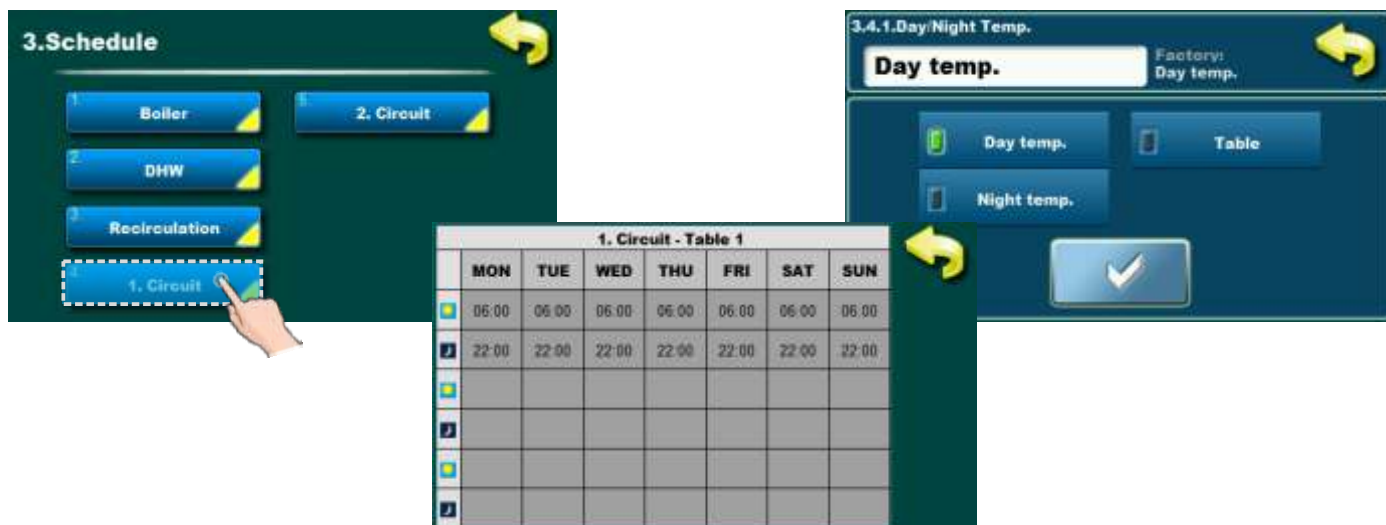 3.Schedule
1. Boiler
5. 2. Circuit
2. DHW
3. Recirculation
4. 1. Circuit
3.4.1.Day/Night Temp.
Day temp.
Factory:
Day temp.
Day temp.
Table
Night temp.
1. Circuit - Table 1
MON TUE WED THU FRI SAT SUN
06:00 06:00 06:00 06:00 06:00 06:00 06:00
22:00 22:00 22:00 22:00 22:00 22:00 22:00